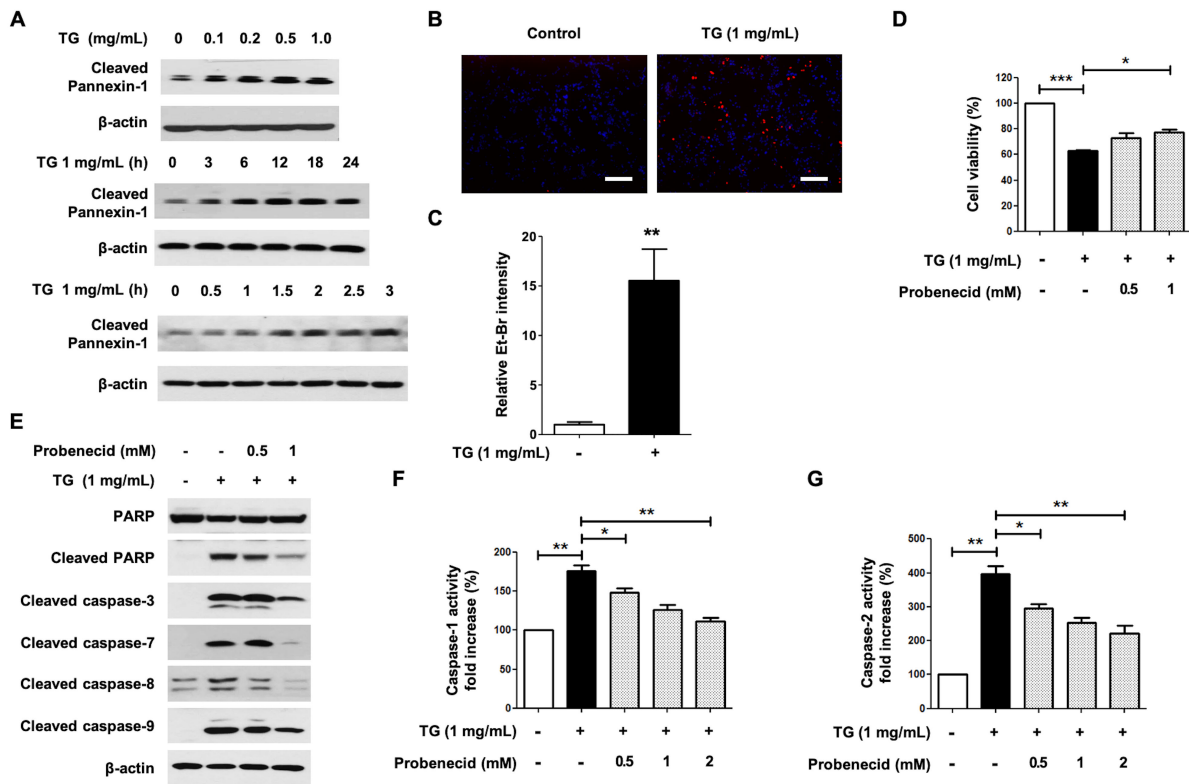 A
TG (mg/mL) 0 0.1 0.2 0.5 1.0
Cleaved
Pannexin-1
β-actin
TG 1 mg/mL (h) 0 3 6 12 18 24
Cleaved
Pannexin-1
β-actin
TG 1 mg/mL (h) 0 0.5 1 1.5 2 2.5 3
Cleaved
Pannexin-1
β-actin
B
Control TG (1 mg/mL)
C
Relative Et-Br intensity
20
15
10
5
0
**
TG (1 mg/mL) - +
D
Cell viability (%)
120
100
80
60
40
20
0
*** *
TG (1 mg/mL) - + + +
Probenecid (mM) - - 0.5 1
E
Probenecid (mM) - - 0.5 1
TG (1 mg/mL) - + + +
PARP
Cleaved PARP
Cleaved caspase-3
Cleaved caspase-7
Cleaved caspase-8
Cleaved caspase-9
β-actin
F
Caspase-1 activity
fold increase (%)
200
150
100
50
0
**
** *
TG (1 mg/mL) - + + + +
Probenecid (mM) - - 0.5 1 2
G
Caspase-2 activity
fold increase (%)
500
400
300
200
100
0
**
** *
TG (1 mg/mL) - + + + +
Probenecid (mM) - - 0.5 1 2